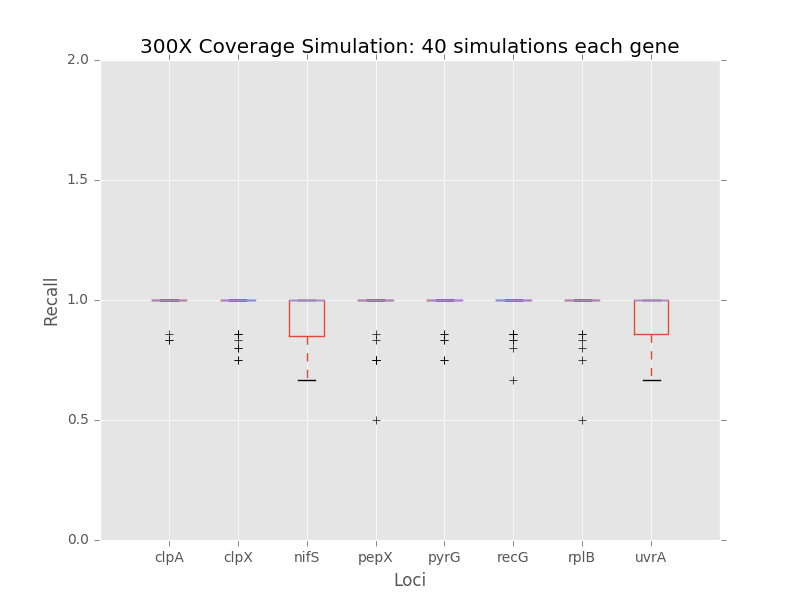 300X Coverage Simulation: 40 simulations each gene
2.0
1.5
1.0
0.5
0.0
Recall
clpA clpX nifS pepX pyrG recG rplB uvrA
Loci